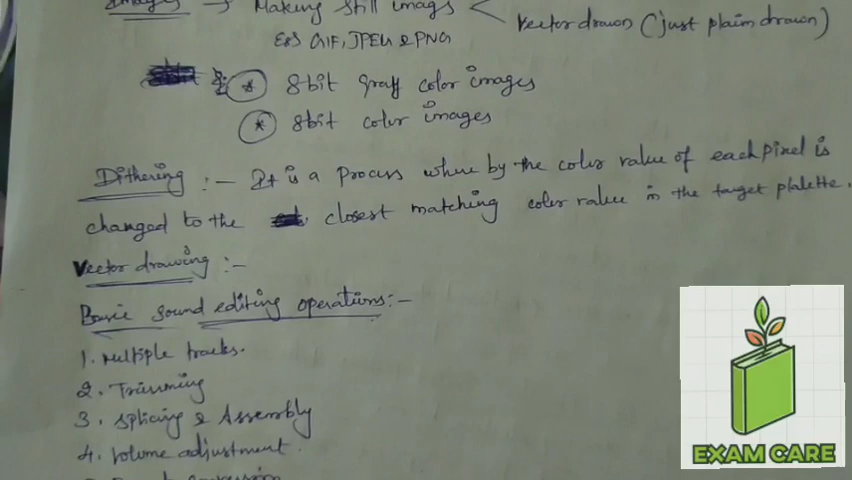 Images → Making still images < Vector drawn (just plain drawn)
Exs GIF, JPEG & PNG
* 8bit gray color images
* 8bit color images
Dithering :- It is a process where by the color value of each pixel is
changed to the closest matching color value in the target plalette.
Vector drawing :-
Basic sound editing operations:-
1. Multiple tracks.
2. Trimming
3. Splicing & Assembly
4. Volume adjustment.
EXAM CARE